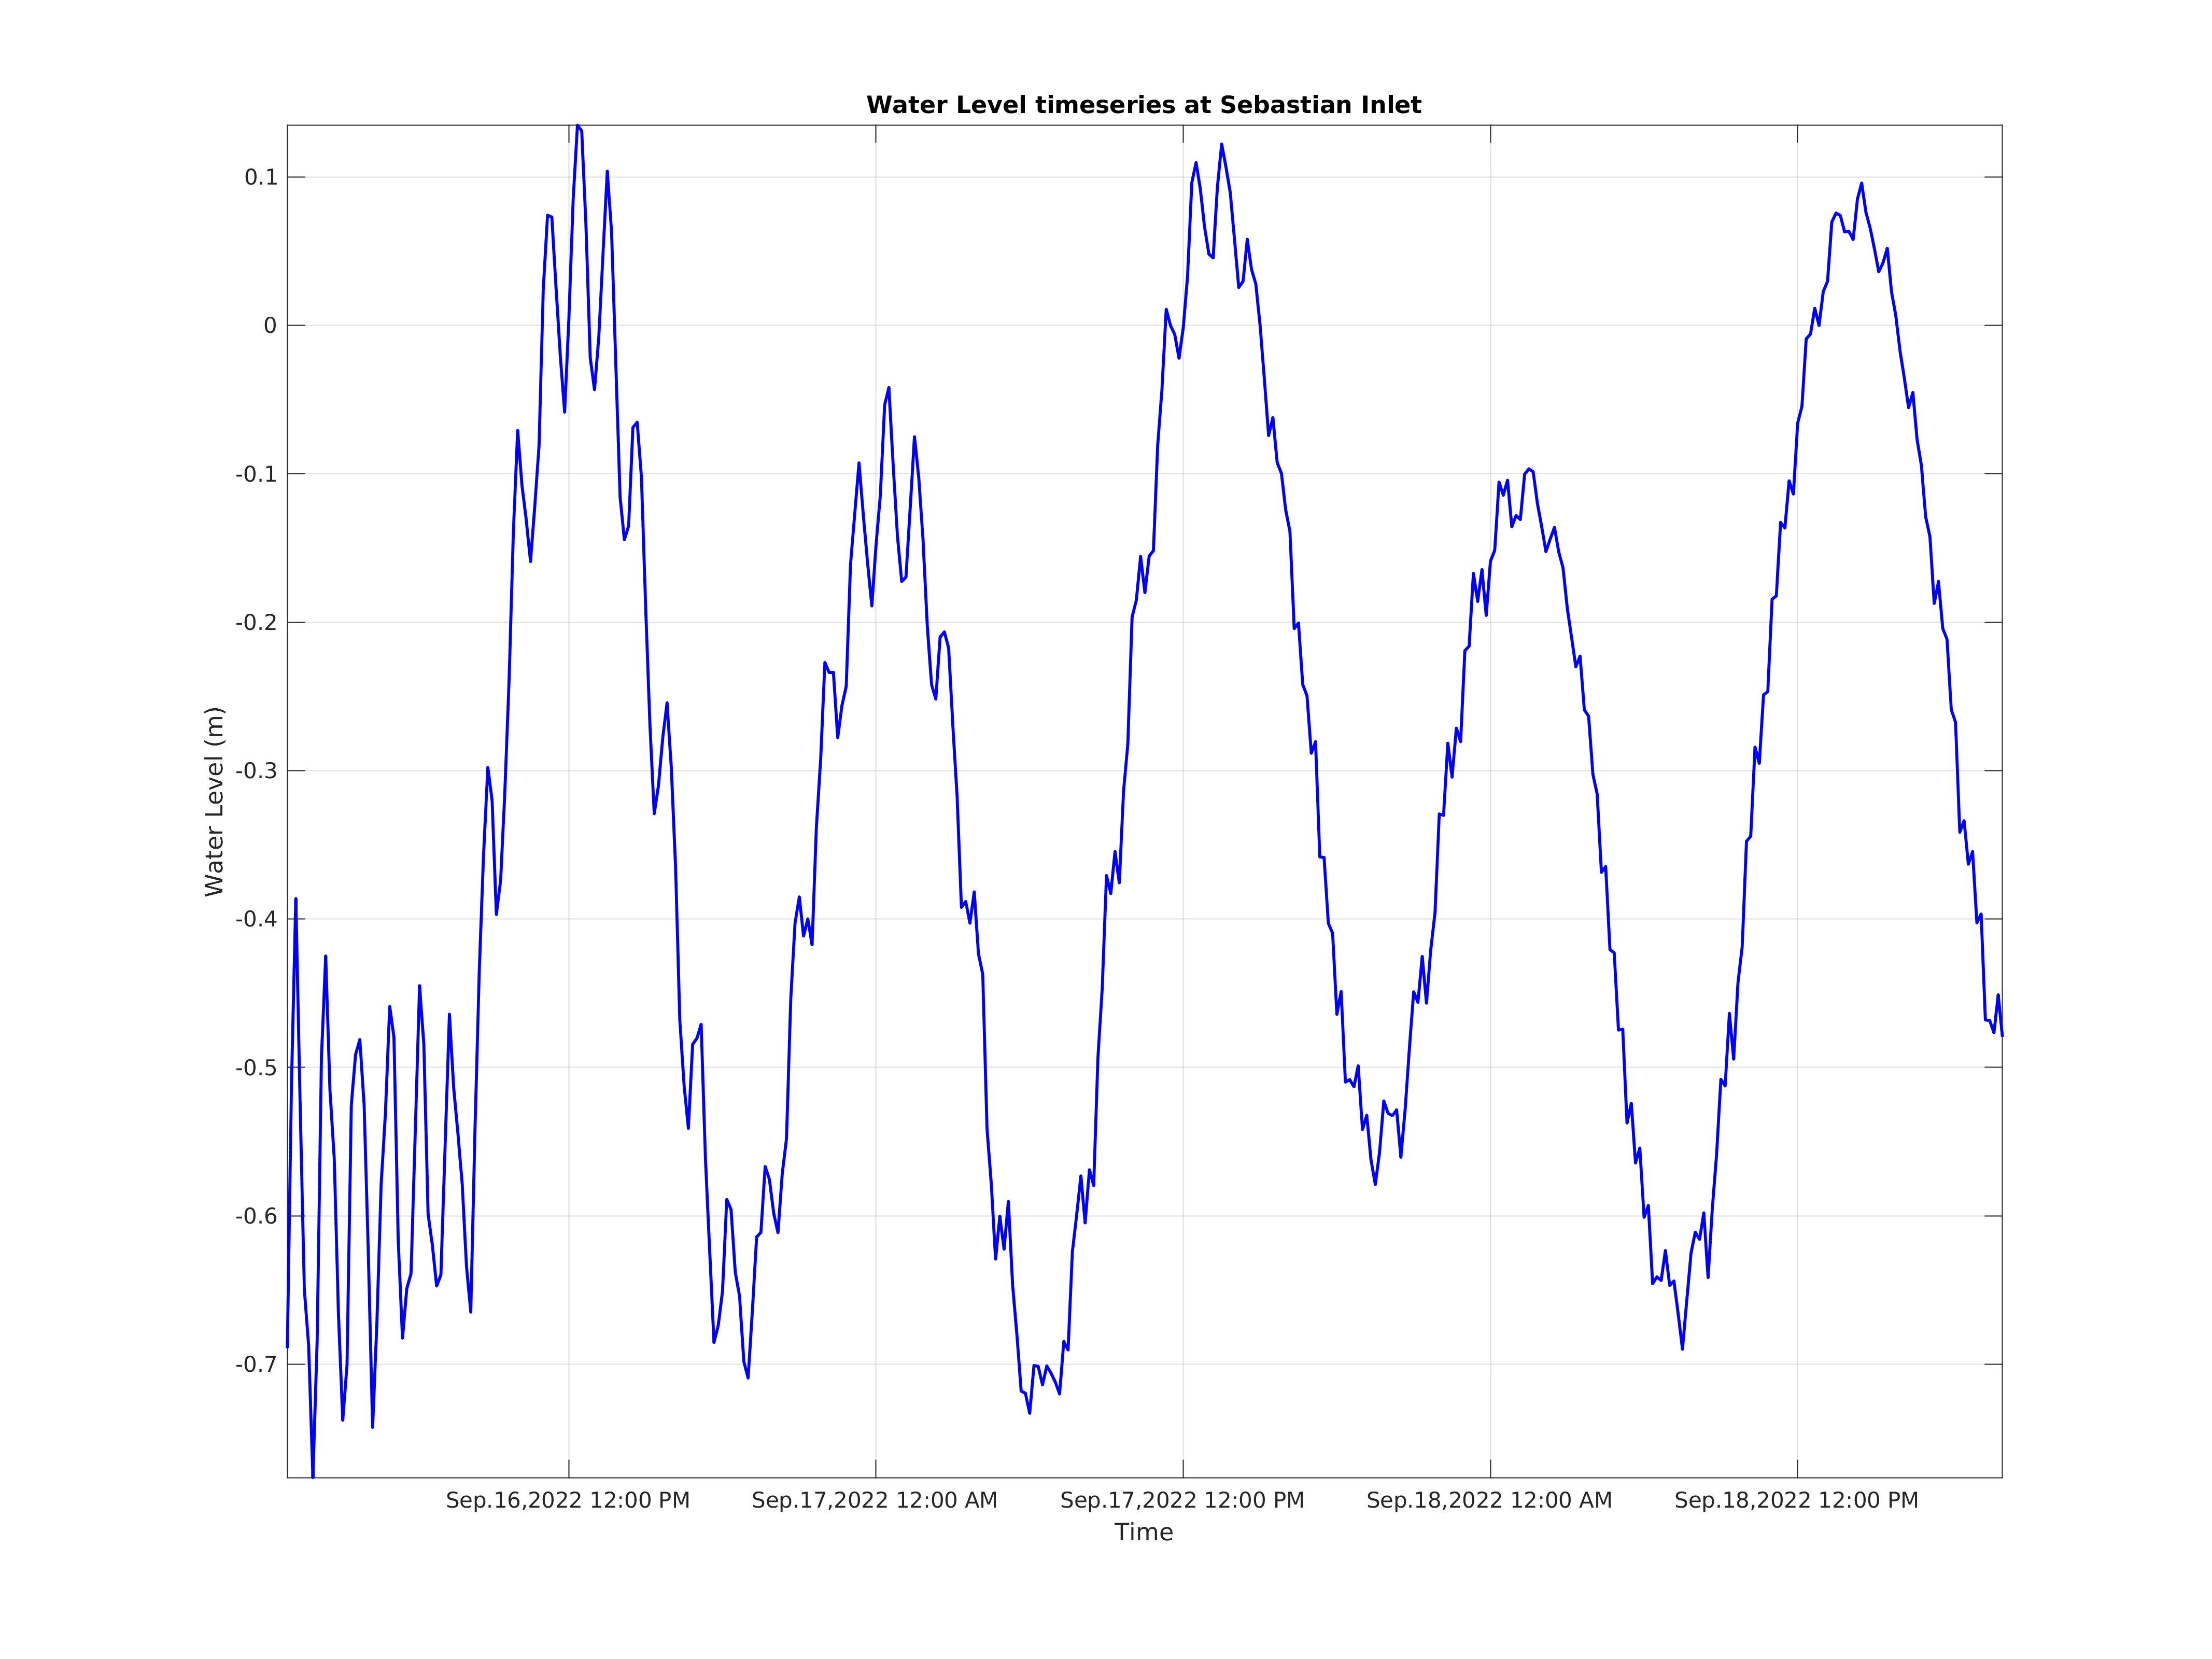 Water Level timeseries at Sebastian Inlet
0.1
0
-0.1
-0.2
-0.3
-0.4
-0.5
-0.6
-0.7
Water Level (m)
Sep.16,2022 12:00 PM
Sep.17,2022 12:00 AM
Sep.17,2022 12:00 PM
Sep.18,2022 12:00 AM
Sep.18,2022 12:00 PM
Time